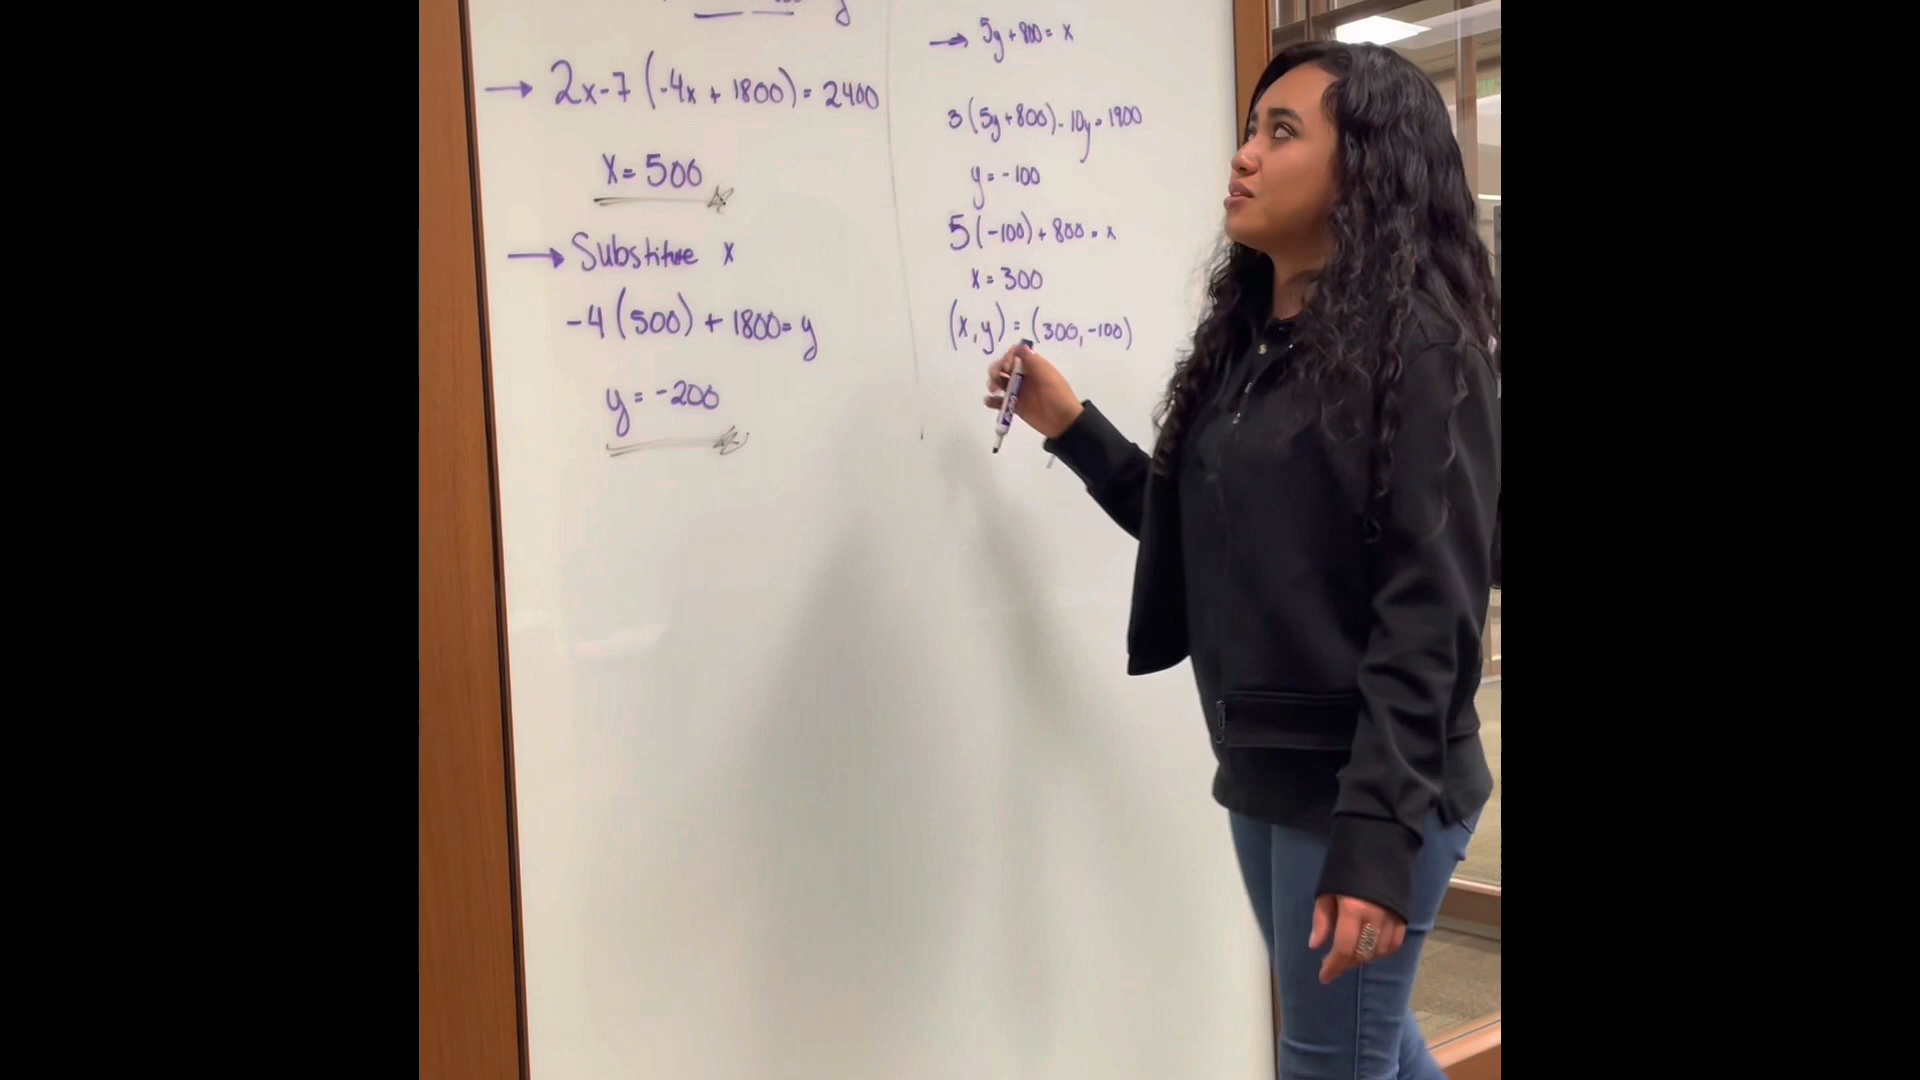 → 2x-7(-4x+1800)=2400
x=500
→ Substitute x
-4(500)+1800=y
y=-200
→ 5y+800=x
3(5y+800)-10y=1900
y=-100
5(-100)+800=x
x=300
(x,y)=(300,-100)